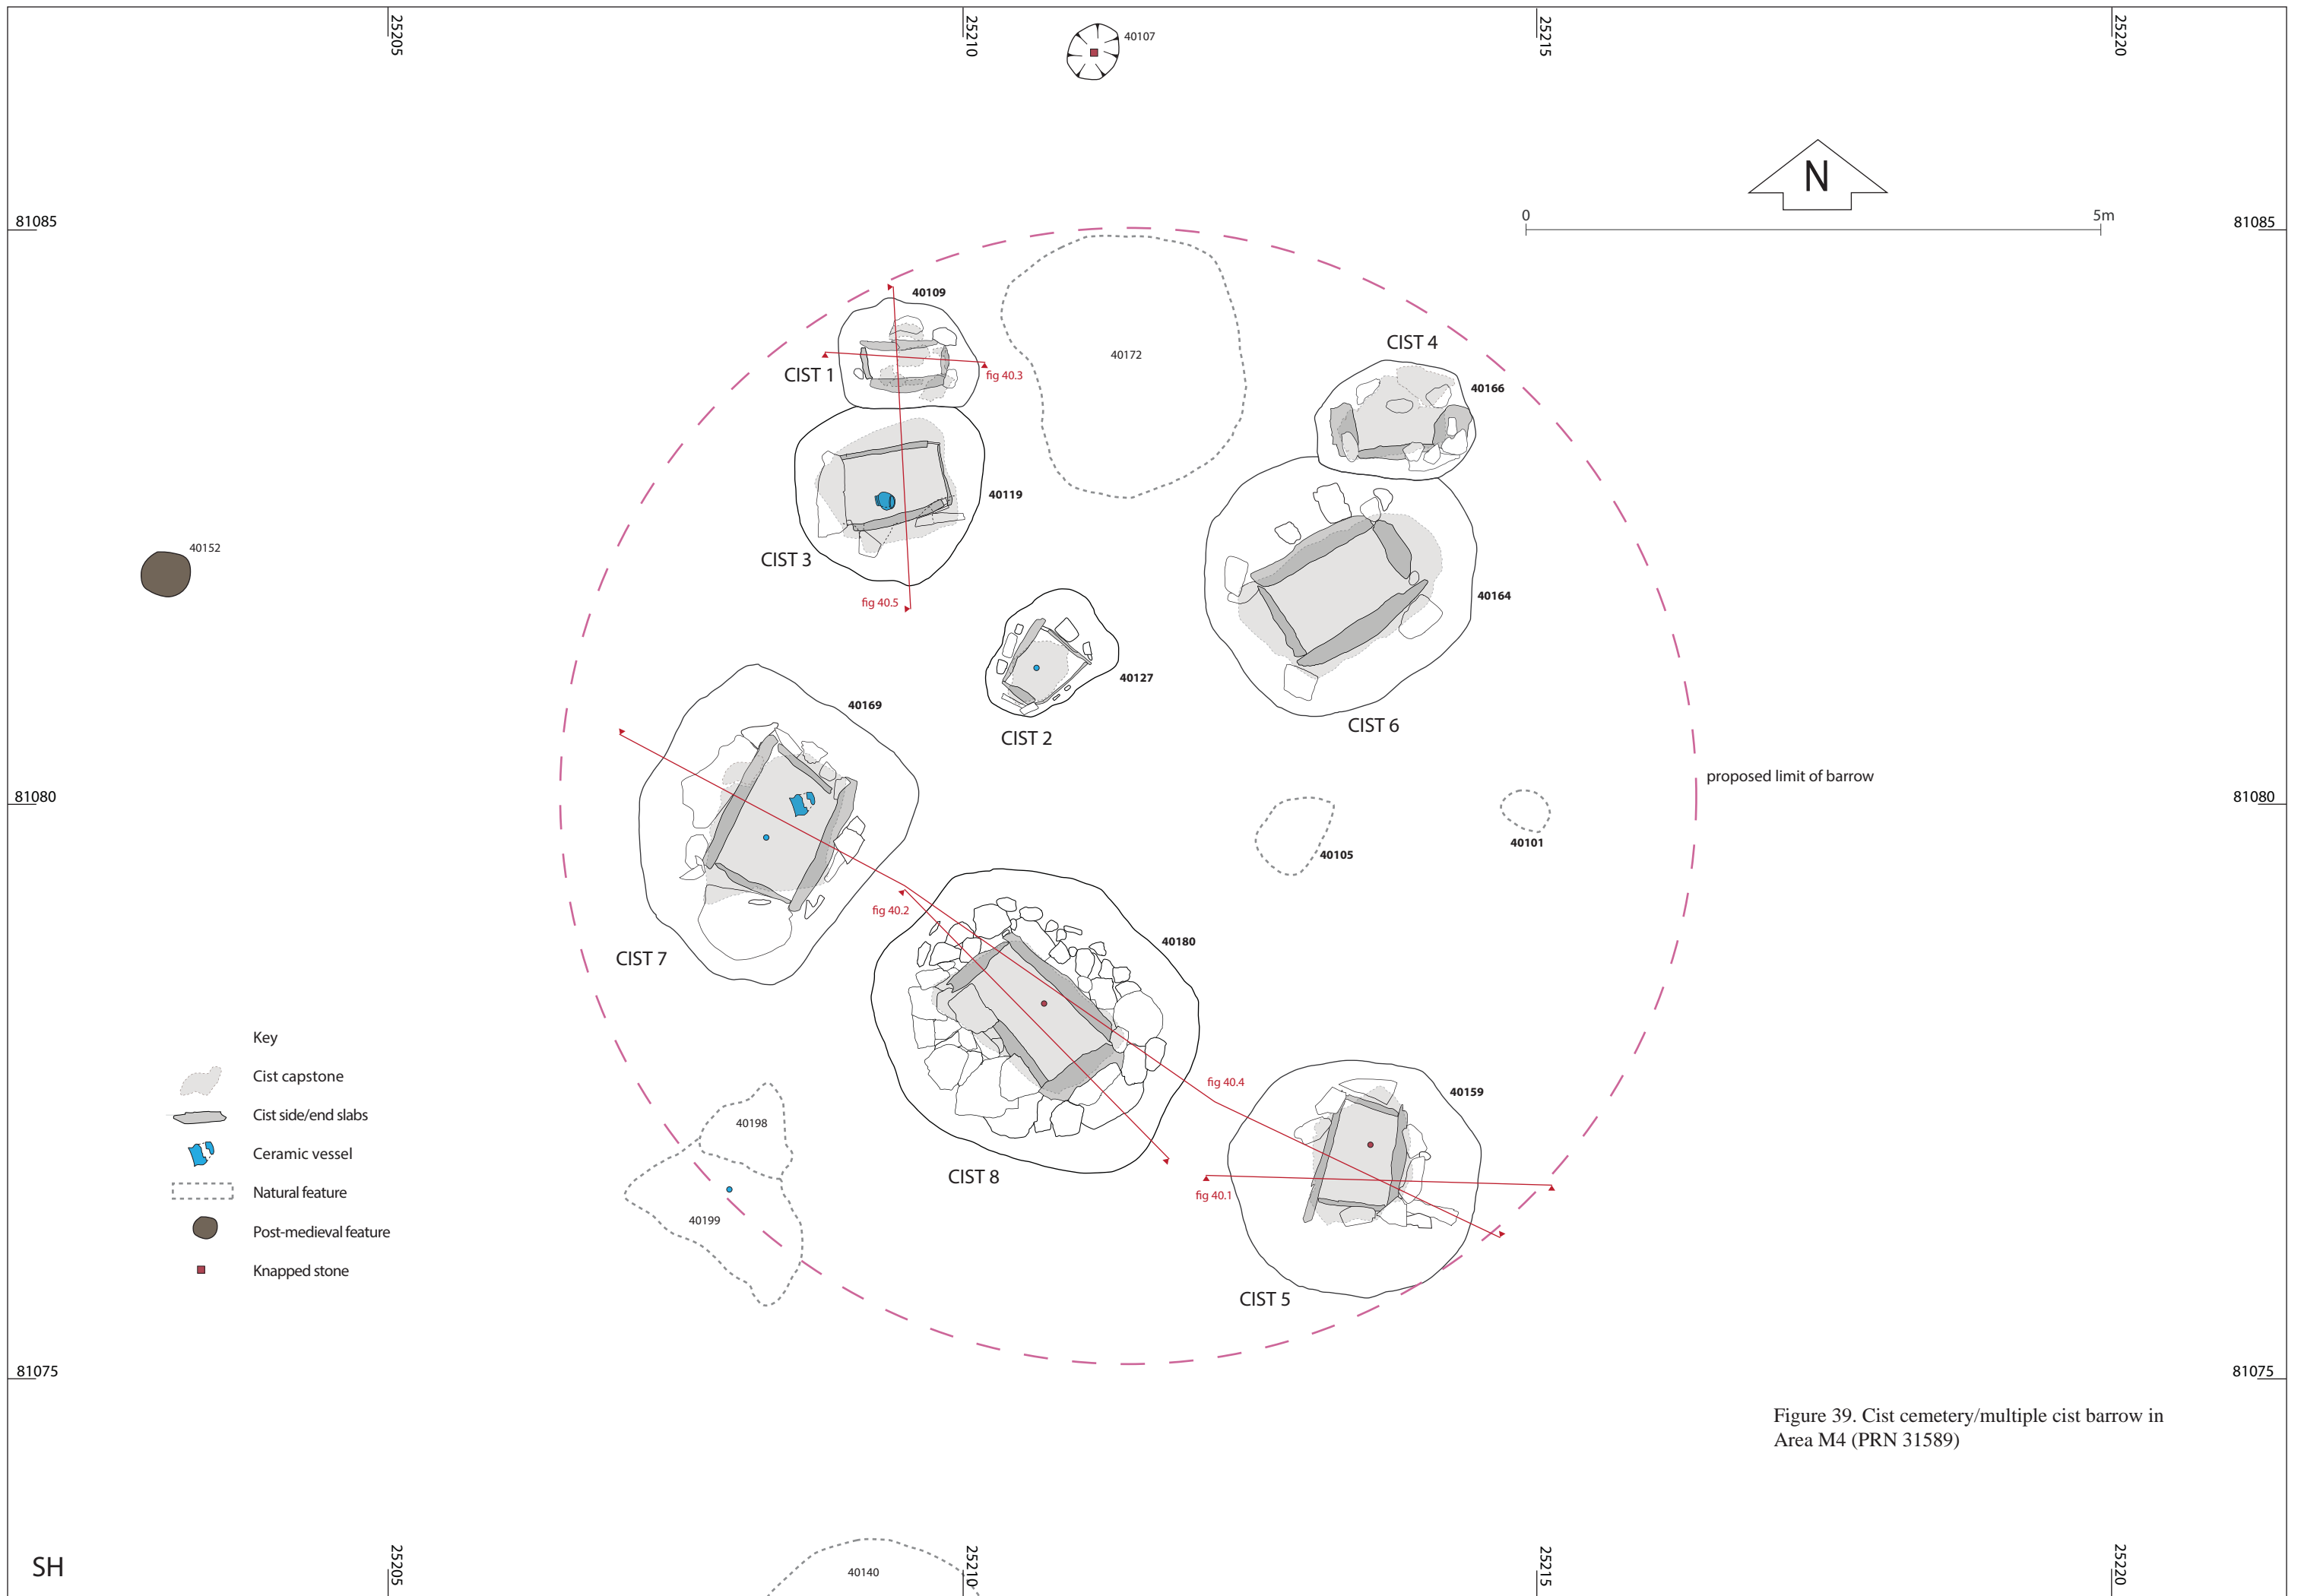 25205
25210
25215
25220
40107
N
0
5m
81085
81085
40109
CIST 4
40172
CIST 1
fig 40.3
40166
40119
40152
CIST 3
fig 40.5
40164
40127
40169
CIST 6
CIST 2
proposed limit of barrow
81080
81080
40101
40105
fig 40.2
40180
CIST 7
Key
Cist capstone
fig 40.4
40159
Cist side/end slabs
40198
Ceramic vessel
CIST 8
Natural feature
fig 40.1
40199
Post-medieval feature
Knapped stone
CIST 5
81075
81075
Figure 39. Cist cemetery/multiple cist barrow in
Area M4 (PRN 31589)
SH
25205
40140
25210
25215
25220